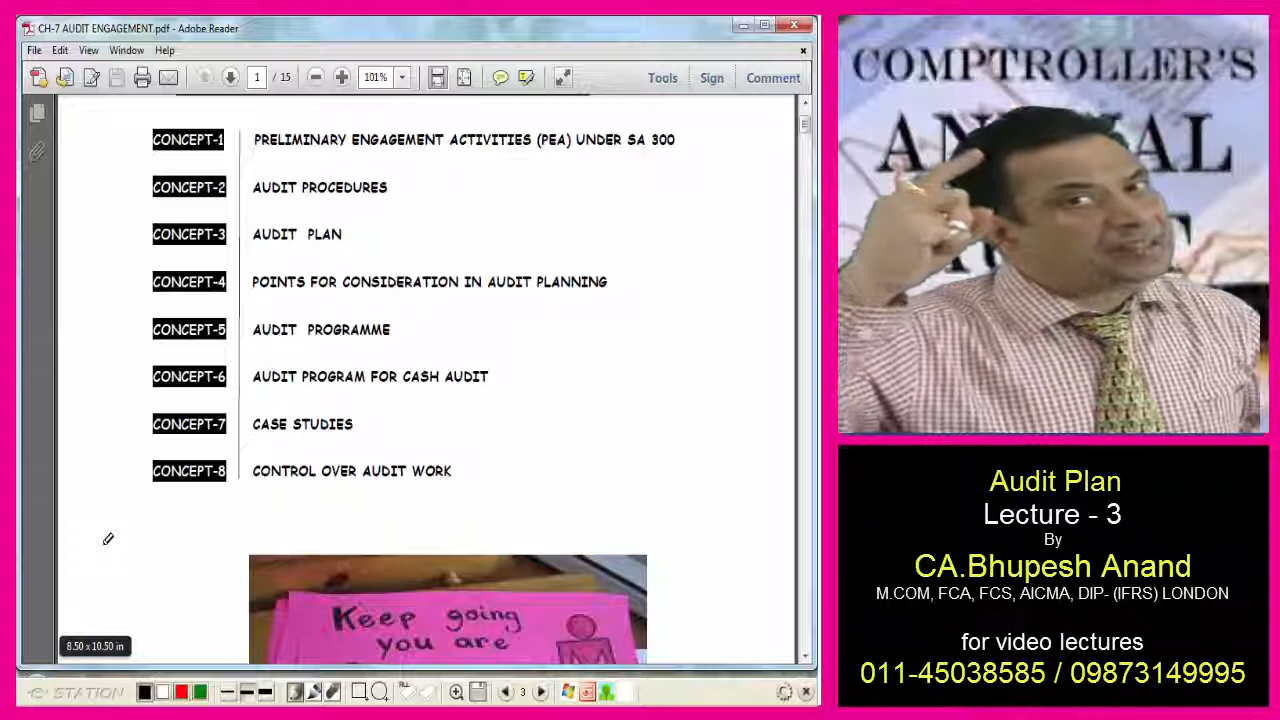 CH-7 AUDIT ENGAGEMENT.pdf - Adobe Reader
File Edit View Window Help
1 / 15 101% Tools Sign Comment
CONCEPT-1 PRELIMINARY ENGAGEMENT ACTIVITIES (PEA) UNDER SA 300
CONCEPT-2 AUDIT PROCEDURES
CONCEPT-3 AUDIT PLAN
CONCEPT-4 POINTS FOR CONSIDERATION IN AUDIT PLANNING
CONCEPT-5 AUDIT PROGRAMME
CONCEPT-6 AUDIT PROGRAM FOR CASH AUDIT
CONCEPT-7 CASE STUDIES
CONCEPT-8 CONTROL OVER AUDIT WORK
Keep going
you are
8.50 x 10.50 in
STATION
3
COMPTROLLER'S
Audit Plan
Lecture - 3
By
CA.Bhupesh Anand
M.COM, FCA, FCS, AICMA, DIP- (IFRS) LONDON
for video lectures
011-45038585 / 09873149995